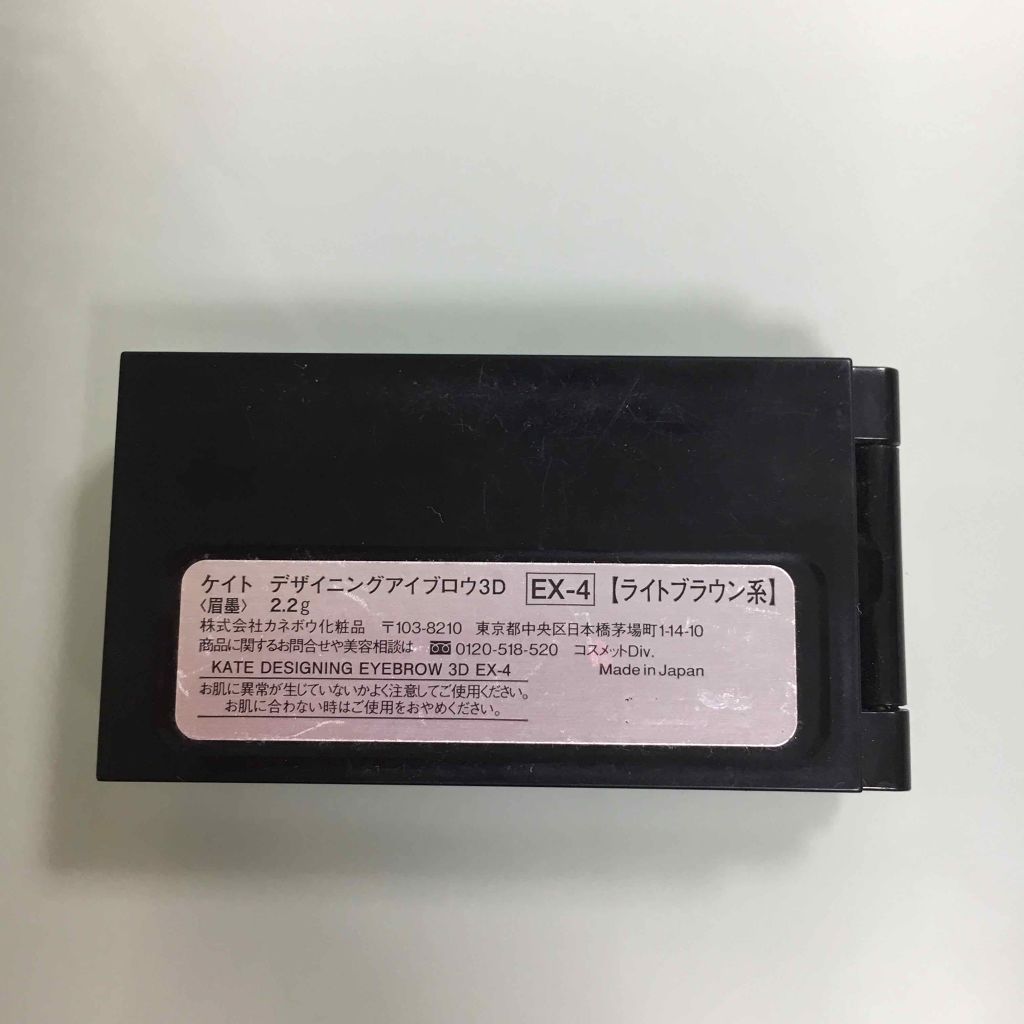 ケイト デザイニングアイブロウ3D EX-4 【ライトブラウン系】
〈眉墨〉 2.2g
株式会社カネボウ化粧品 〒103-8210 東京都中央区日本橋茅場町1-14-10
商品に関するお問合せや美容相談は 0120-518-520 コスメットDiv.
KATE DESIGNING EYEBROW 3D EX-4 Made in Japan
お肌に異常が生じていないかよく注意してご使用ください。
お肌に合わない時はご使用をおやめください。